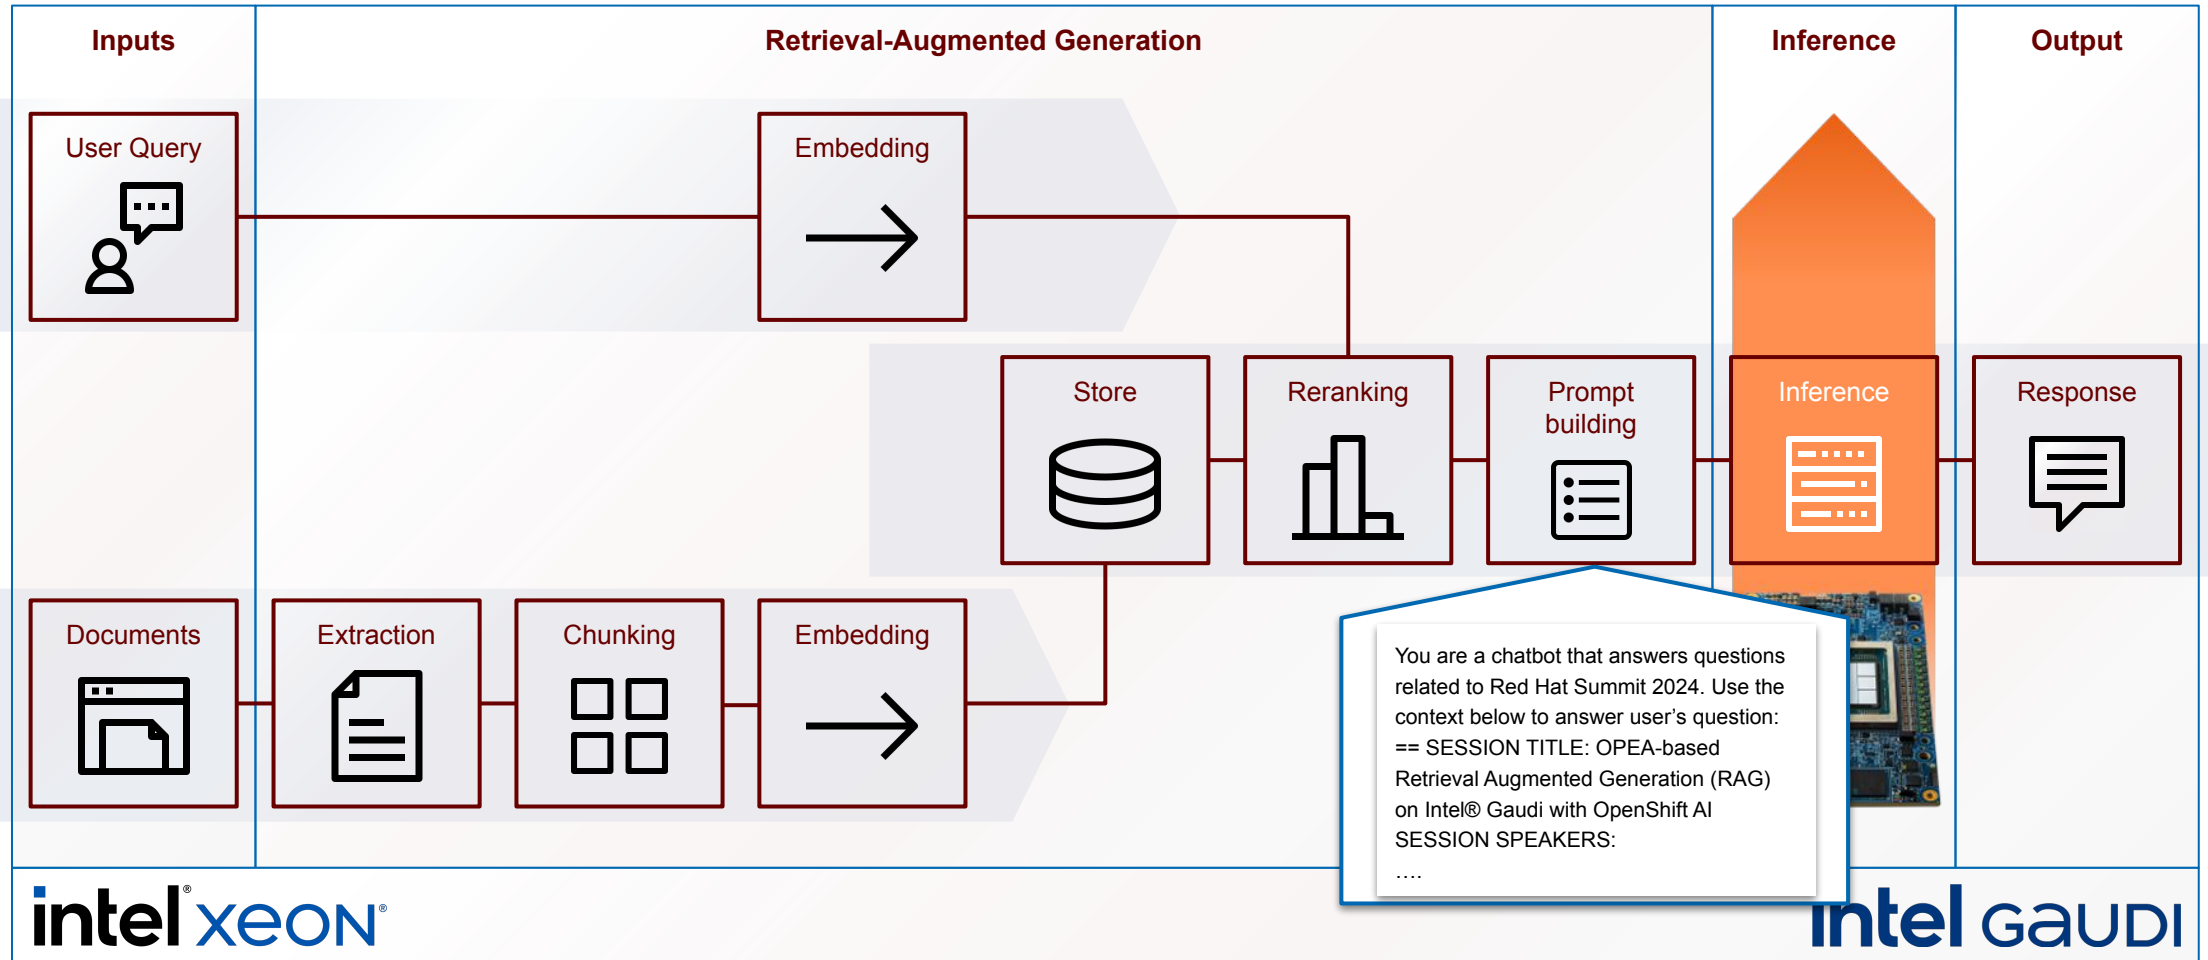 Inputs
Retrieval-Augmented Generation
Inference
Output
User Query
Embedding
Store
Reranking
Prompt
building
Inference
Response
Documents
Extraction
Chunking
Embedding
You are a chatbot that answers questions
related to Red Hat Summit 2024. Use the
context below to answer user’s question:
== SESSION TITLE: OPEA-based
Retrieval Augmented Generation (RAG)
on Intel® Gaudi with OpenShift AI
SESSION SPEAKERS:
….
intel® xeon®
intel gaudi